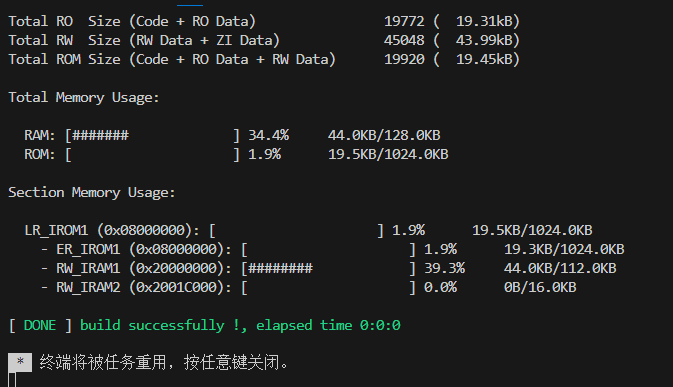 Total RO  Size (Code + RO Data)                19772 (  19.31kB)
Total RW  Size (RW Data + ZI Data)             45048 (  43.99kB)
Total ROM Size (Code + RO Data + RW Data)      19920 (  19.45kB)
Total Memory Usage:
RAM: [#######             ] 34.4%     44.0KB/128.0KB
ROM: [                    ] 1.9%      19.5KB/1024.0KB
Section Memory Usage:
LR_IROM1 (0x08000000): [                    ] 1.9%      19.5KB/1024.0KB
- ER_IROM1 (0x08000000): [                    ] 1.9%      19.3KB/1024.0KB
- RW_IRAM1 (0x20000000): [########            ] 39.3%     44.0KB/112.0KB
- RW_IRAM2 (0x2001C000): [                    ] 0.0%      0B/16.0KB
[ DONE ] build successfully !, elapsed time 0:0:0
* 终端将被任务重用，按任意键关闭。